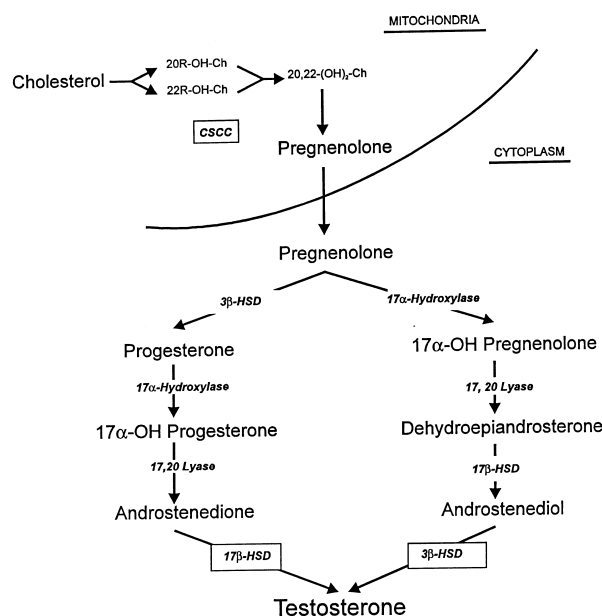 MITOCHONDRIA
20R-OH-Ch
Cholesterol
20,22-(OH)₂-Ch
22R-OH-Ch
CSCC
Pregnenolone
CYTOPLASM
Pregnenolone
3β-HSD
17α-Hydroxylase
Progesterone
17α-OH Pregnenolone
17α-Hydroxylase
17, 20 Lyase
17α-OH Progesterone
Dehydroepiandrosterone
17,20 Lyase
17β-HSD
Androstenedione
Androstenediol
17β-HSD
3β-HSD
Testosterone